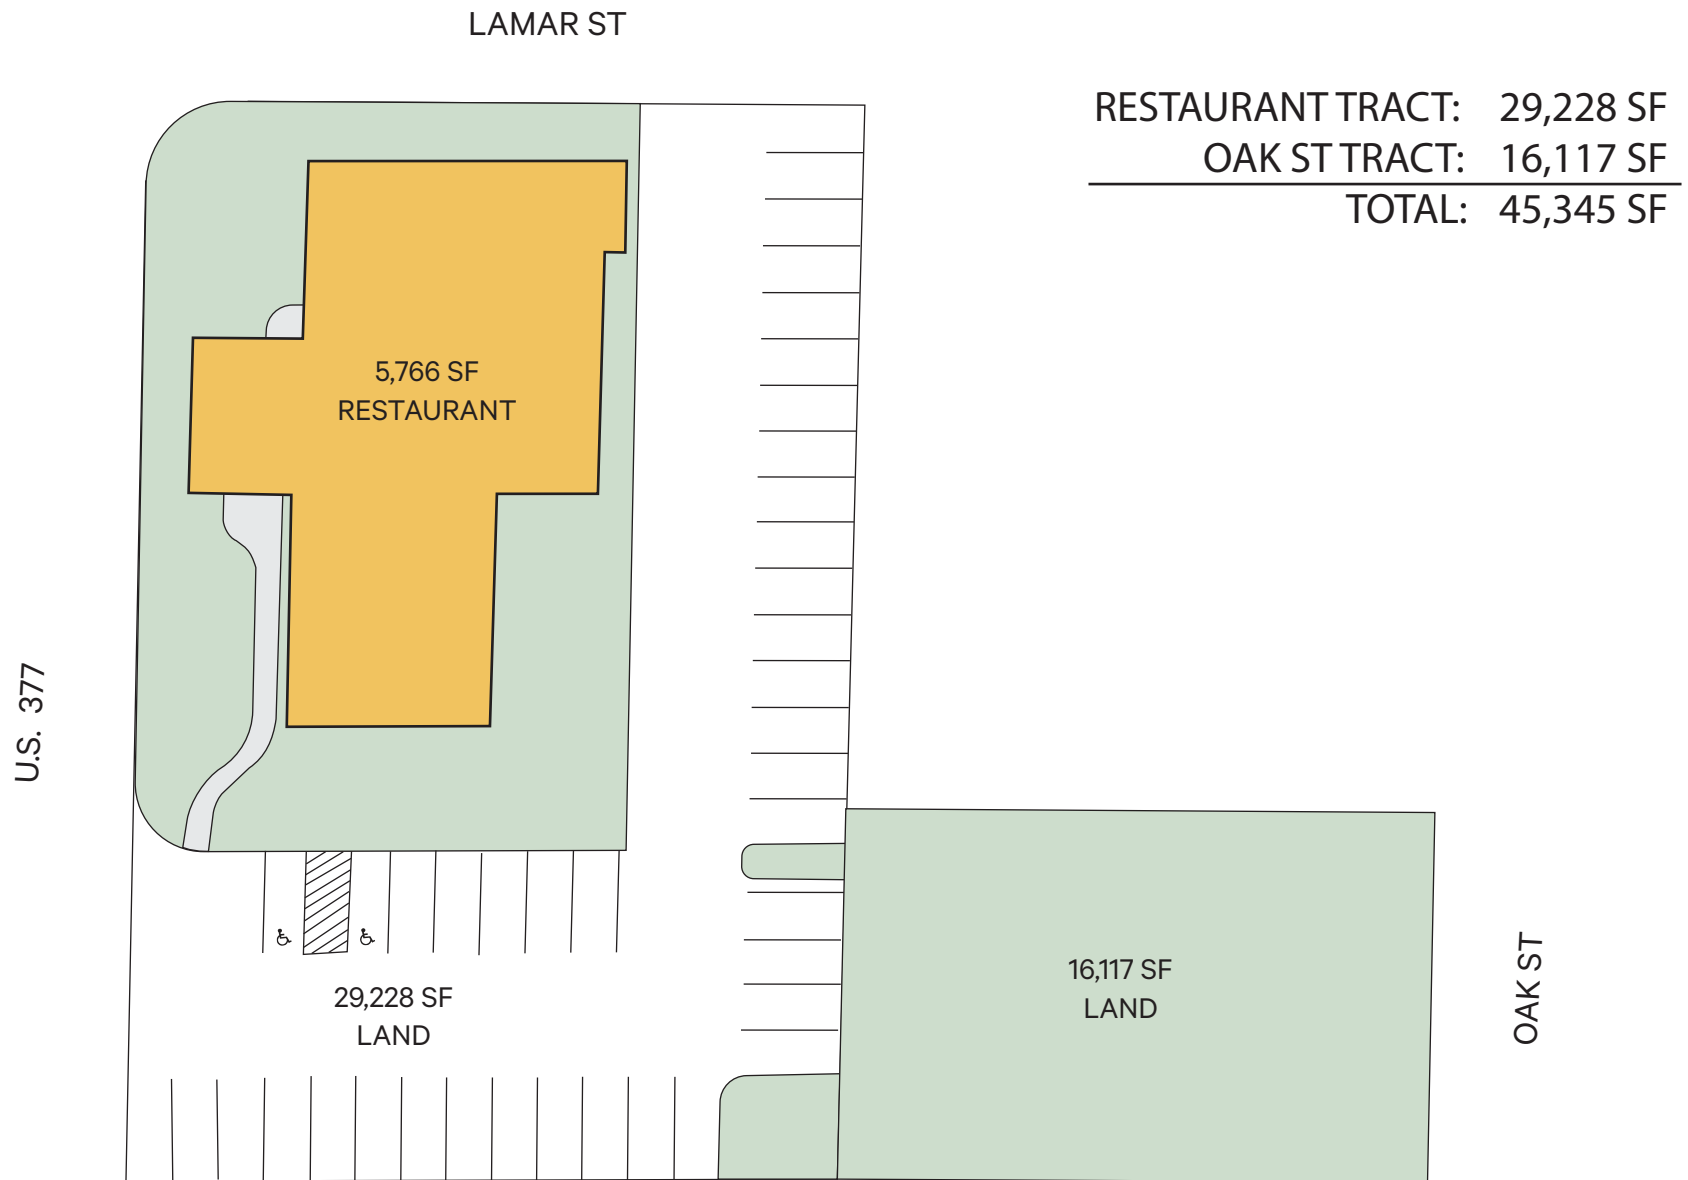 LAMAR ST
RESTAURANT TRACT: 29,228 SF
OAK ST TRACT: 16,117 SF
TOTAL: 45,345 SF
5,766 SF
RESTAURANT
U.S. 377
29,228 SF
LAND
16,117 SF
LAND
OAK ST